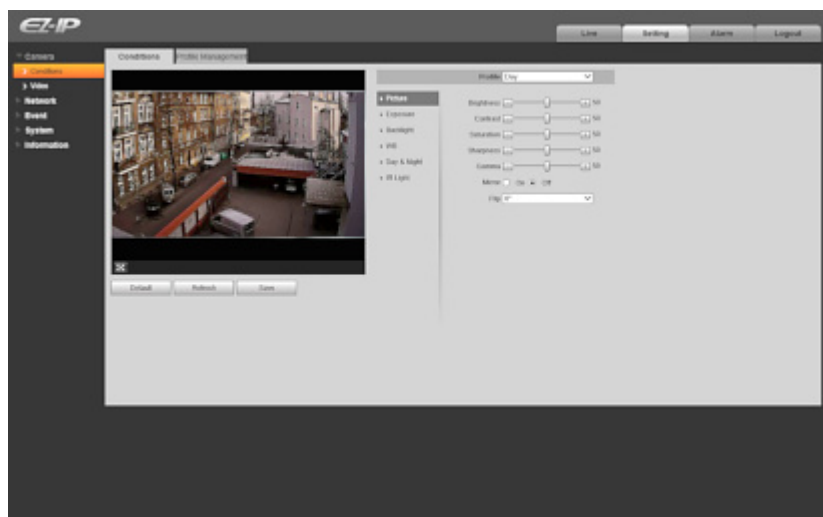 EZ-IP
Live Setting Alarm Logout
Camera
Conditions
Video
Network
Event
System
Information
Conditions Profile Management
Profile Day
Picture
Exposure
Backlight
WB
Day & Night
IR Light
Brightness 50
Contrast 50
Saturation 50
Sharpness 50
Gamma 50
Mirror On Off
Flip 0°
Default Refresh Save